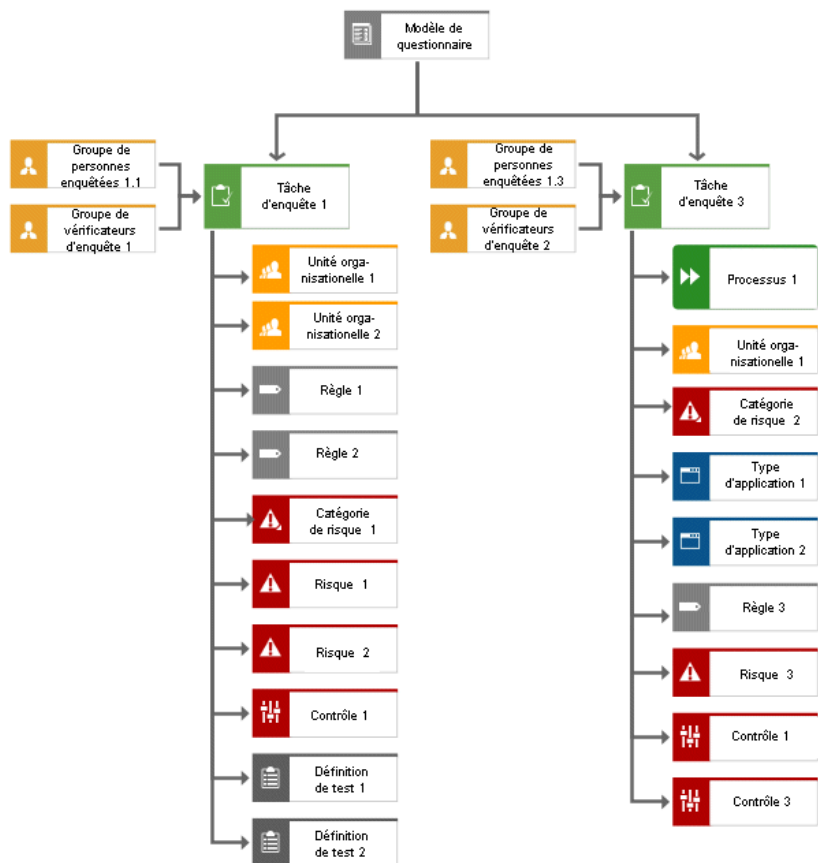 Modèle de
questionnaire
Groupe de
personnes
enquêtées 1.1
Groupe de
vérificateurs
d'enquête 1
Tâche
d'enquête 1
Unité orga-
nisationelle 1
Unité orga-
nisationelle 2
Règle 1
Règle 2
Catégorie
de risque 1
Risque 1
Risque 2
Contrôle 1
Définition
de test 1
Définition
de test 2
Groupe de
personnes
enquêtées 1.3
Groupe de
vérificateurs
d'enquête 2
Tâche
d'enquête 3
Processus 1
Unité orga-
nisationelle 1
Catégorie
de risque 2
Type
d'application 1
Type
d'application 2
Règle 3
Risque 3
Contrôle 1
Contrôle 3